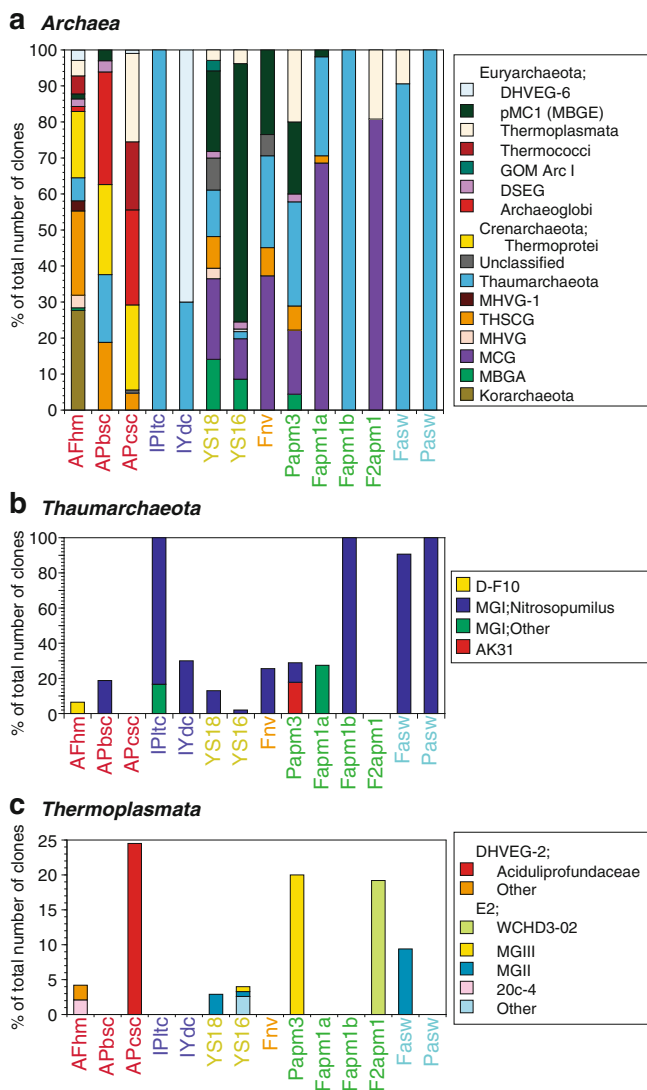 a Archaea
% of total number of clones
100
90
80
70
60
50
40
30
20
10
0
AFhm
APbsc
APcsc
IPltc
IYdc
YS18
YS16
Fnv
Papm3
Fapm1a
Fapm1b
F2apm1
Fasw
Pasw
Euryarchaeota;
DHVEG-6
pMC1 (MBGE)
Thermoplasmata
Thermococci
GOM Arc I
DSEG
Archaeoglobi
Crenarchaeota;
Thermoprotei
Unclassified
Thaumarchaeota
MHVG-1
THSCG
MHVG
MCG
MBGA
Korarchaeota
b Thaumarchaeota
% of total number of clones
100
80
60
40
20
0
AFhm
APbsc
APcsc
IPltc
IYdc
YS18
YS16
Fnv
Papm3
Fapm1a
Fapm1b
F2apm1
Fasw
Pasw
D-F10
MGI;Nitrosopumilus
MGI;Other
AK31
c Thermoplasmata
% of total number of clones
25
20
15
10
5
0
AFhm
APbsc
APcsc
IPltc
IYdc
YS18
YS16
Fnv
Papm3
Fapm1a
Fapm1b
F2apm1
Fasw
Pasw
DHVEG-2;
Aciduliprofundaceae
Other
E2;
WCHD3-02
MGIII
MGII
20c-4
Other